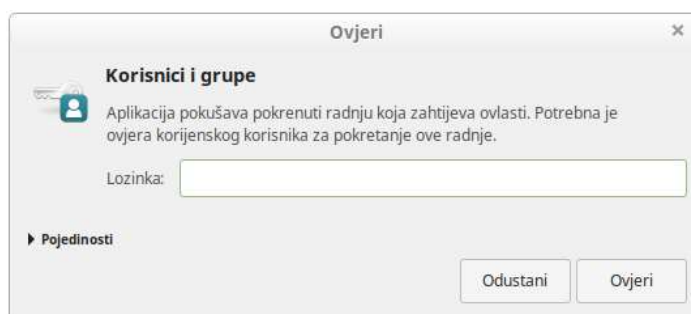 Ovjeri
Korisnici i grupe
Aplikacija pokušava pokrenuti radnju koja zahtijeva ovlasti. Potrebna je
ovjera korijenskog korisnika za pokretanje ove radnje.
Lozinka:
Pojedinosti
Odustani
Ovjeri